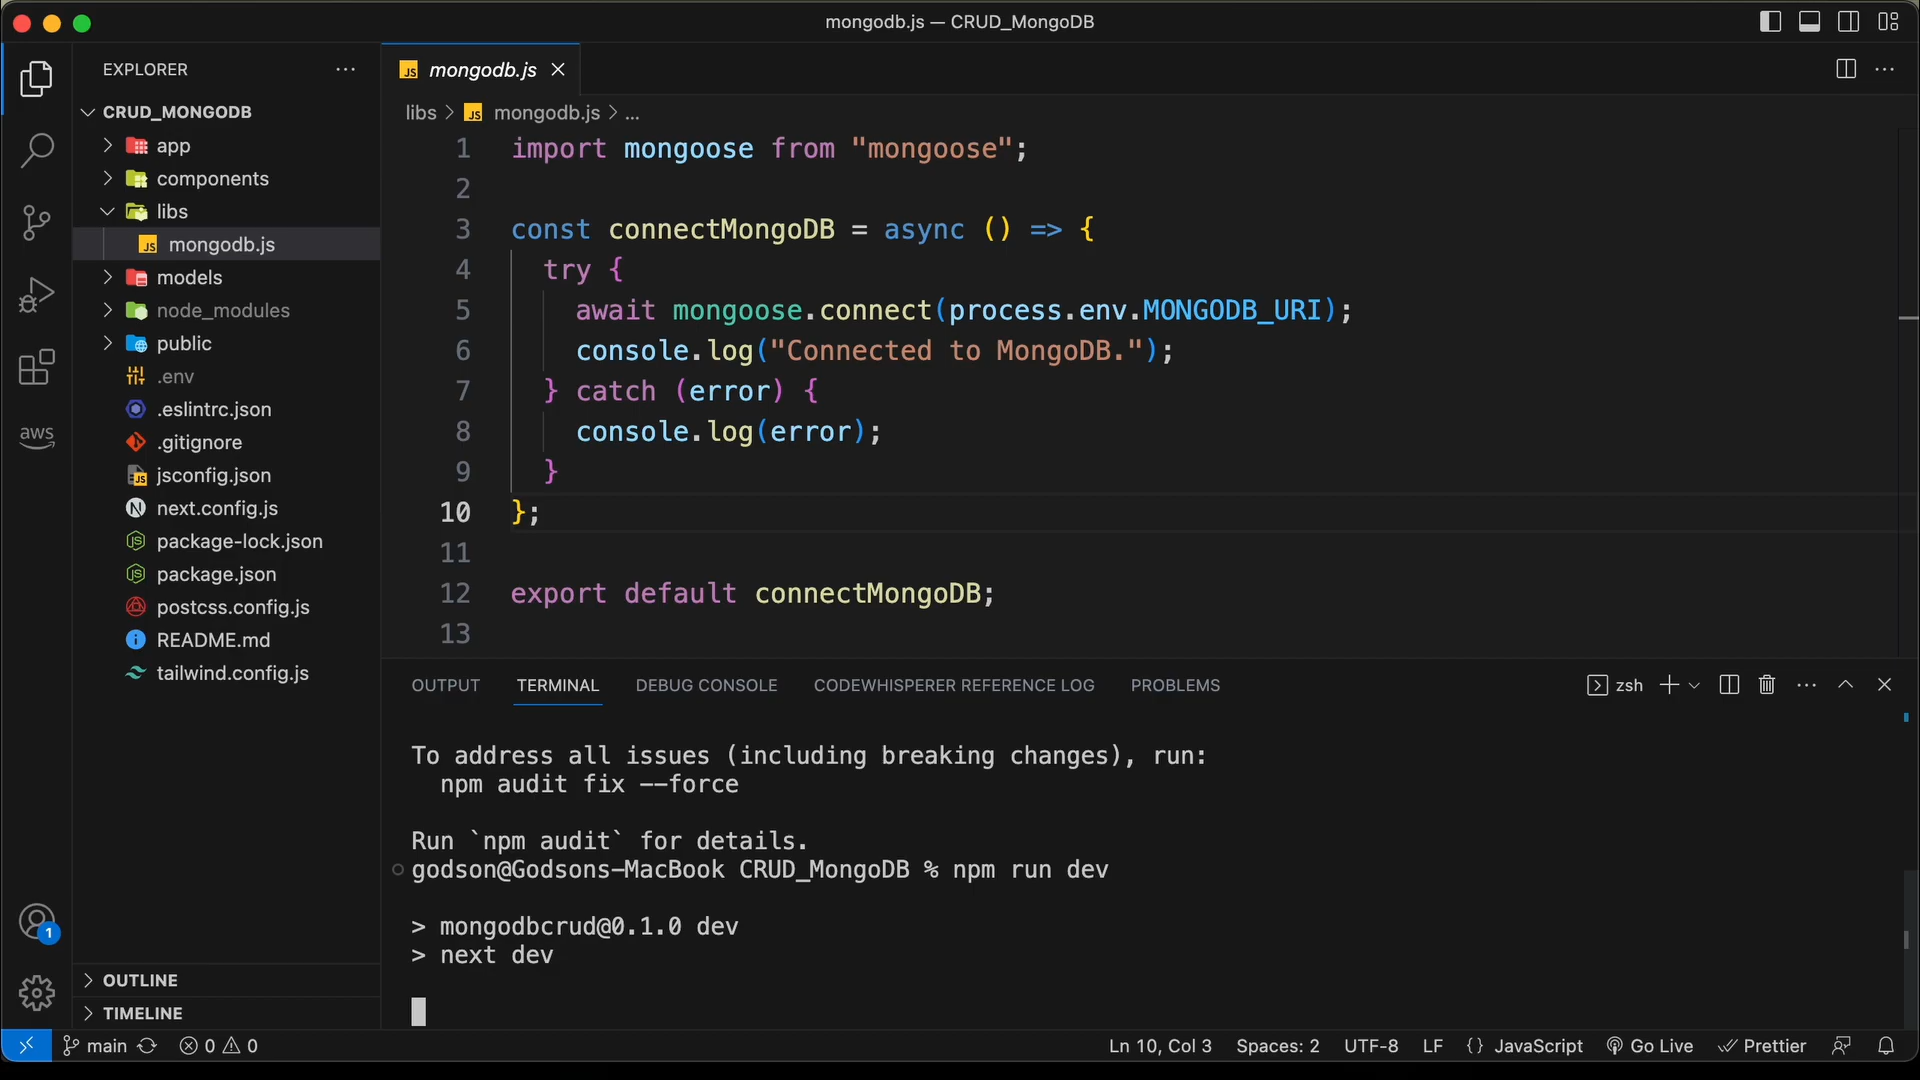 mongodb.js — CRUD_MongoDB
EXPLORER
CRUD_MONGODB
app
components
libs
mongodb.js
models
node_modules
public
.env
.eslintrc.json
.gitignore
jsconfig.json
next.config.js
package-lock.json
package.json
postcss.config.js
README.md
tailwind.config.js
OUTLINE
TIMELINE
aws
1
JS mongodb.js
libs > JS mongodb.js > ...
1 import mongoose from "mongoose";
2
3 const connectMongoDB = async () => {
4 try {
5 await mongoose.connect(process.env.MONGODB_URI);
6 console.log("Connected to MongoDB.");
7 } catch (error) {
8 console.log(error);
9 }
10 };
11
12 export default connectMongoDB;
13
OUTPUT TERMINAL DEBUG CONSOLE CODEWHISPERER REFERENCE LOG PROBLEMS zsh
To address all issues (including breaking changes), run:
npm audit fix --force
Run `npm audit` for details.
godson@Godsons-MacBook CRUD_MongoDB % npm run dev
> mongodbcrud@0.1.0 dev
> next dev
main 0 0 Ln 10, Col 3 Spaces: 2 UTF-8 LF {} JavaScript Go Live Prettier